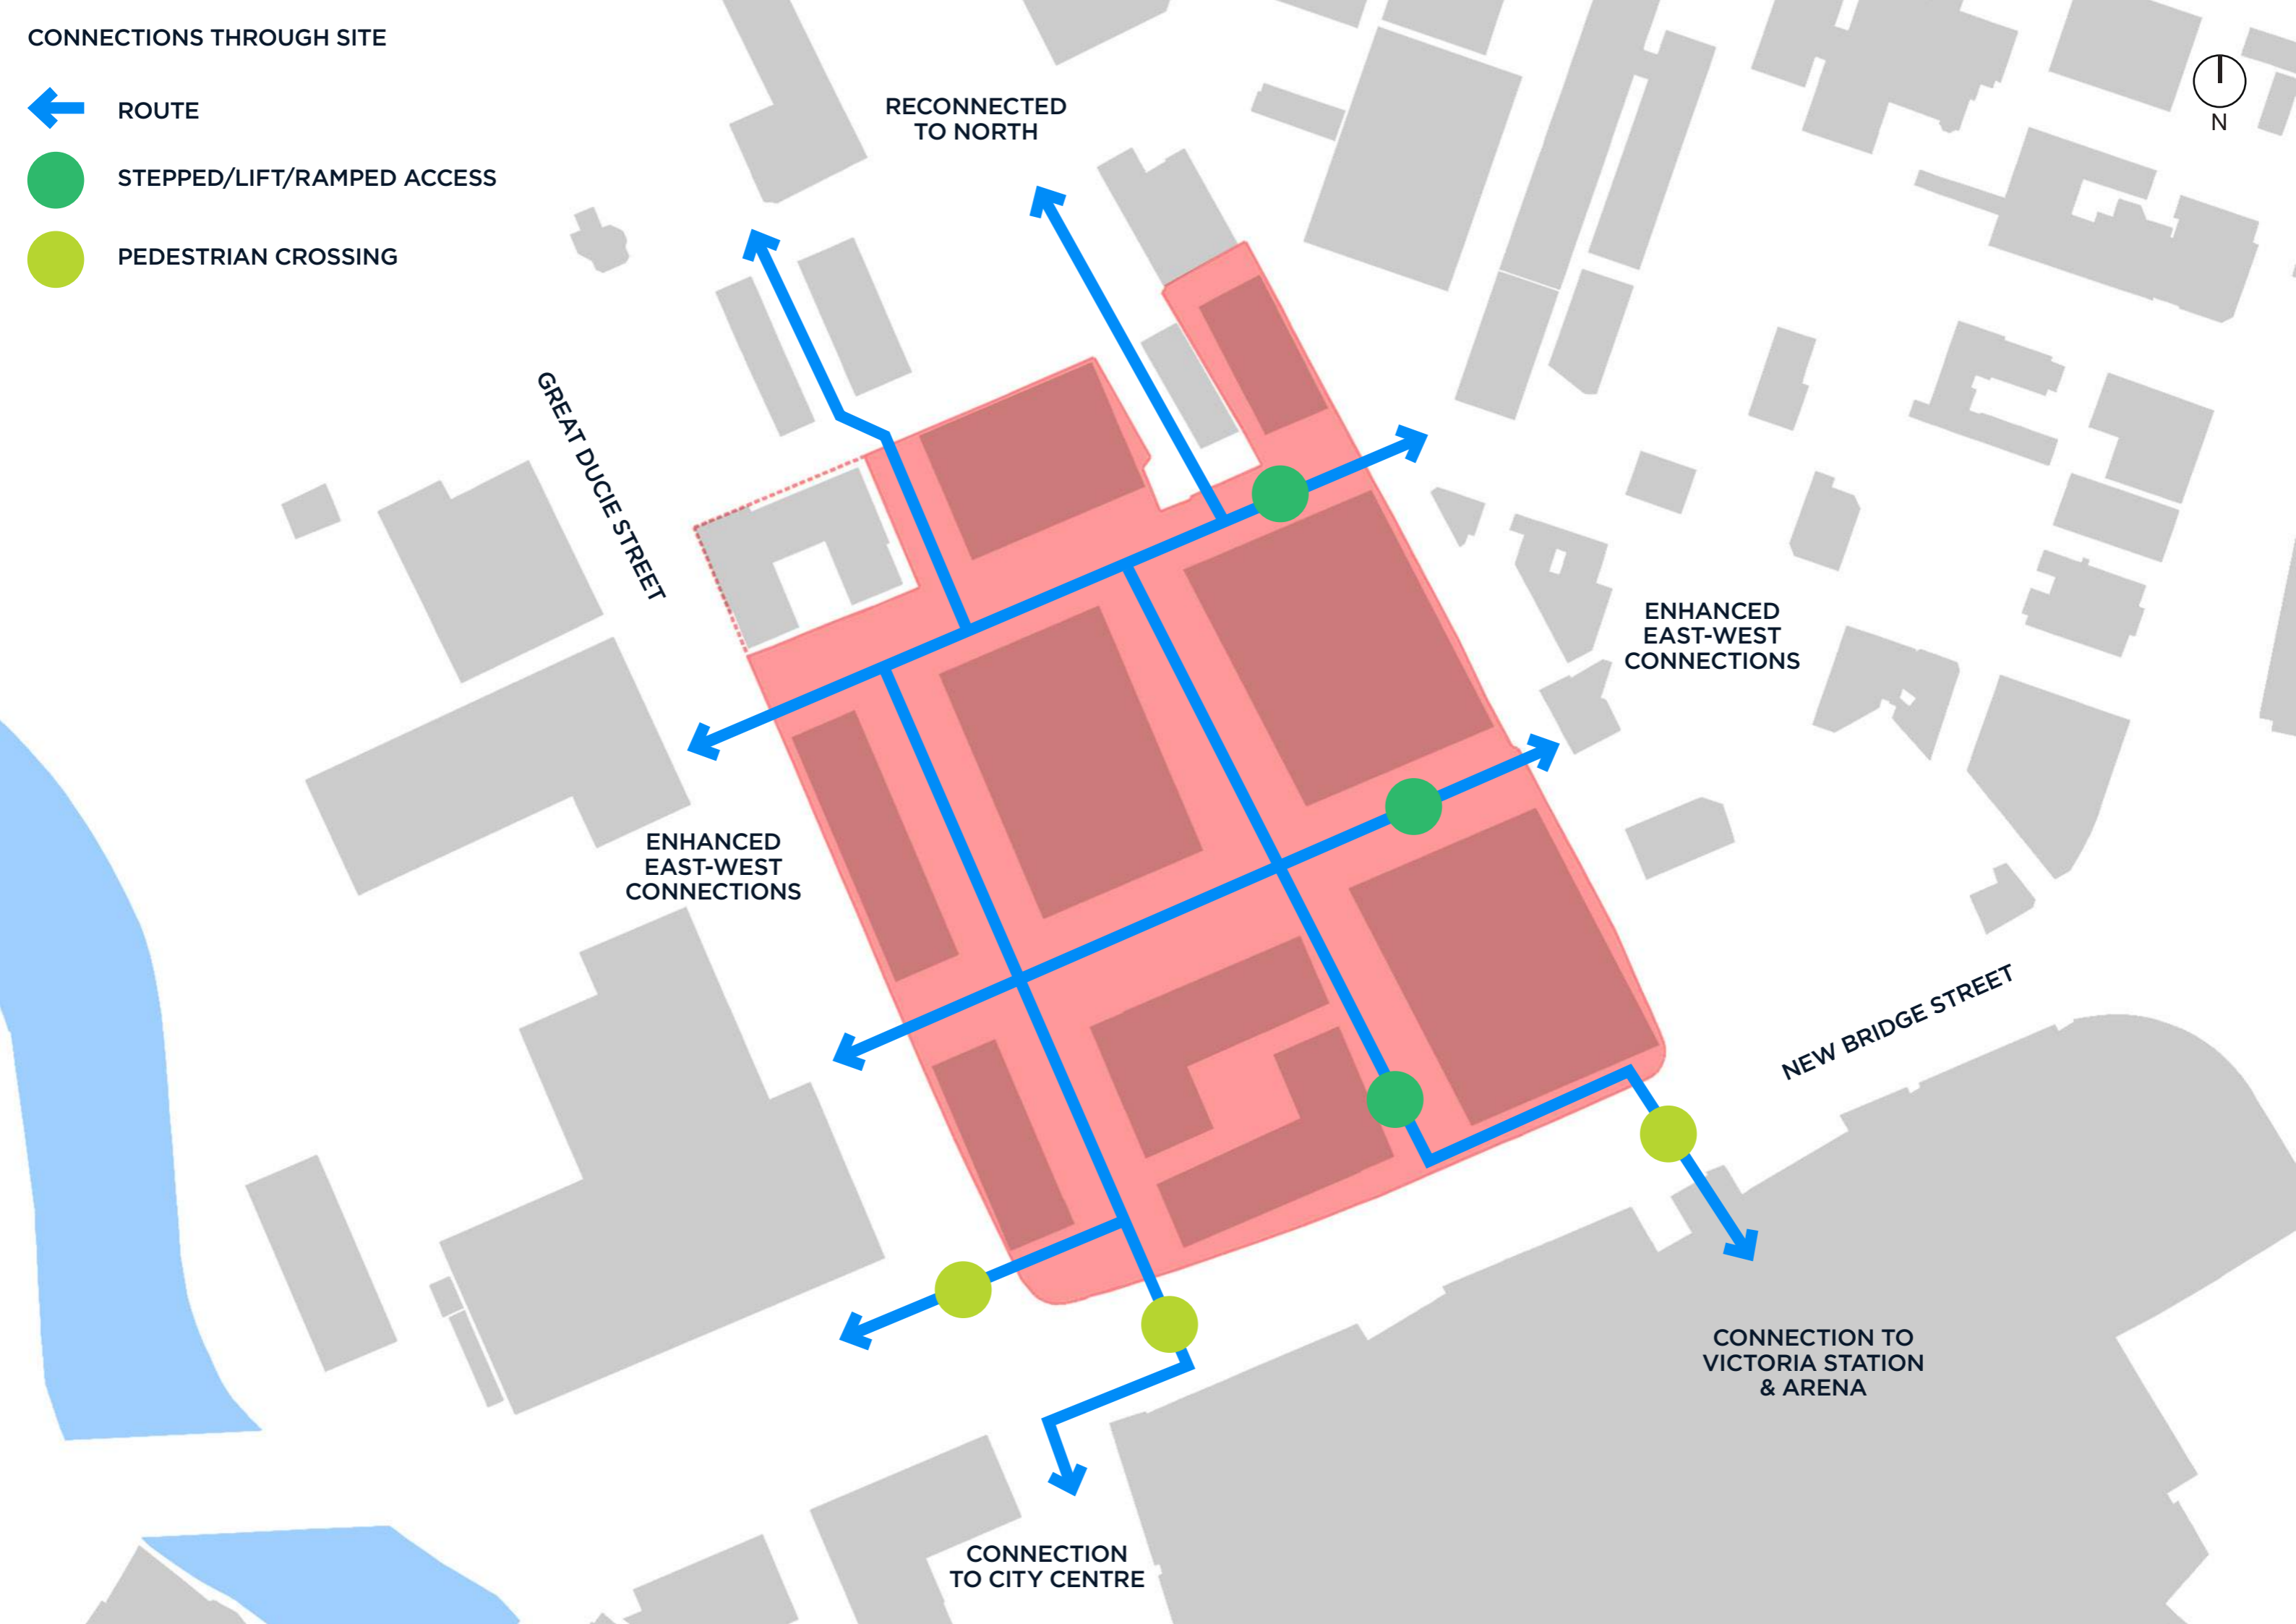 CONNECTIONS THROUGH SITE
ROUTE
STEPPED/LIFT/RAMPED ACCESS
PEDESTRIAN CROSSING
RECONNECTED
TO NORTH
N
GREAT DUCIE STREET
ENHANCED
EAST-WEST
CONNECTIONS
ENHANCED
EAST-WEST
CONNECTIONS
NEW BRIDGE STREET
CONNECTION TO
VICTORIA STATION
& ARENA
CONNECTION
TO CITY CENTRE